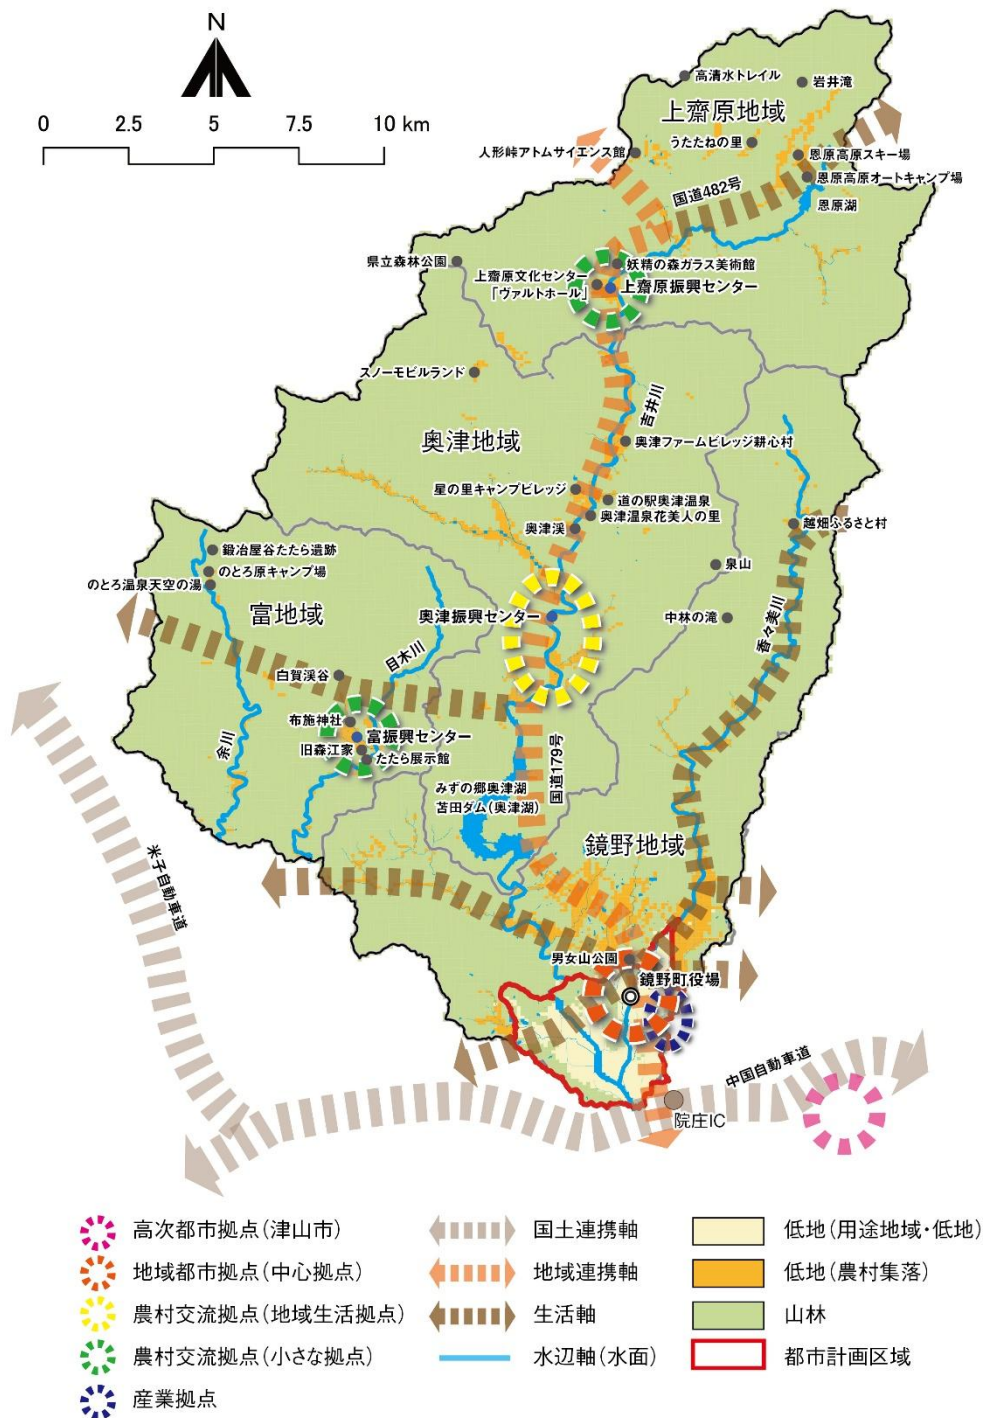 N
0 2.5 5 7.5 10 km
高清水トレイル
岩井滝
上齋原地域
うたたねの里
人形峠アトムサイエンス館
恩原高原スキー場
恩原高原オートキャンプ場
国道482号
恩原湖
県立森林公園
妖精の森ガラス美術館
上齋原文化センター
「ヴァルトホール」
上齋原振興センター
スノーモビルランド
吉井川
奥津地域
奥津ファームビレッジ耕心村
星の里キャンプビレッジ
道の駅奥津温泉
奥津温泉花美人の里
奥津渓
越畑ふるさと村
鍛冶屋谷たたら遺跡
のとろ原キャンプ場
のとろ温泉天空の湯
泉山
富地域
奥津振興センター
中林の滝
香々美川
目木川
白賀渓谷
布施神社
富振興センター
旧森江家
たたら展示館
余川
国道179号
みずの郷奥津湖
苫田ダム(奥津湖)
鏡野地域
米子自動車道
男女山公園
鏡野町役場
中国自動車道
院庄IC
高次都市拠点(津山市)
地域都市拠点(中心拠点)
農村交流拠点(地域生活拠点)
農村交流拠点(小さな拠点)
産業拠点
国土連携軸
地域連携軸
生活軸
水辺軸(水面)
低地(用途地域・低地)
低地(農村集落)
山林
都市計画区域